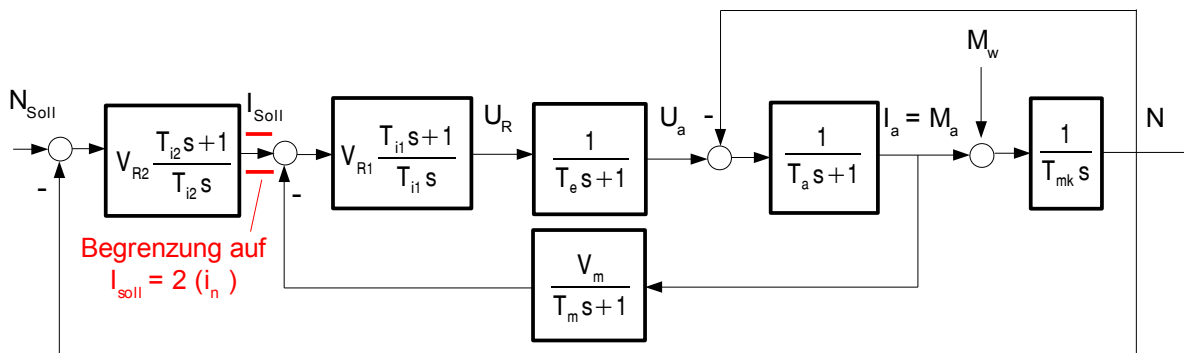 N_Soll
-
V_R2 (T_i2 s+1)/(T_i2 s)
I_Soll
-
V_R1 (T_i1 s+1)/(T_i1 s)
U_R
1/(T_e s+1)
U_a
-
1/(T_a s+1)
I_a = M_a
M_w
1/(T_mk s)
N
Begrenzung auf
I_soll = 2 (i_n )
V_m/(T_m s+1)